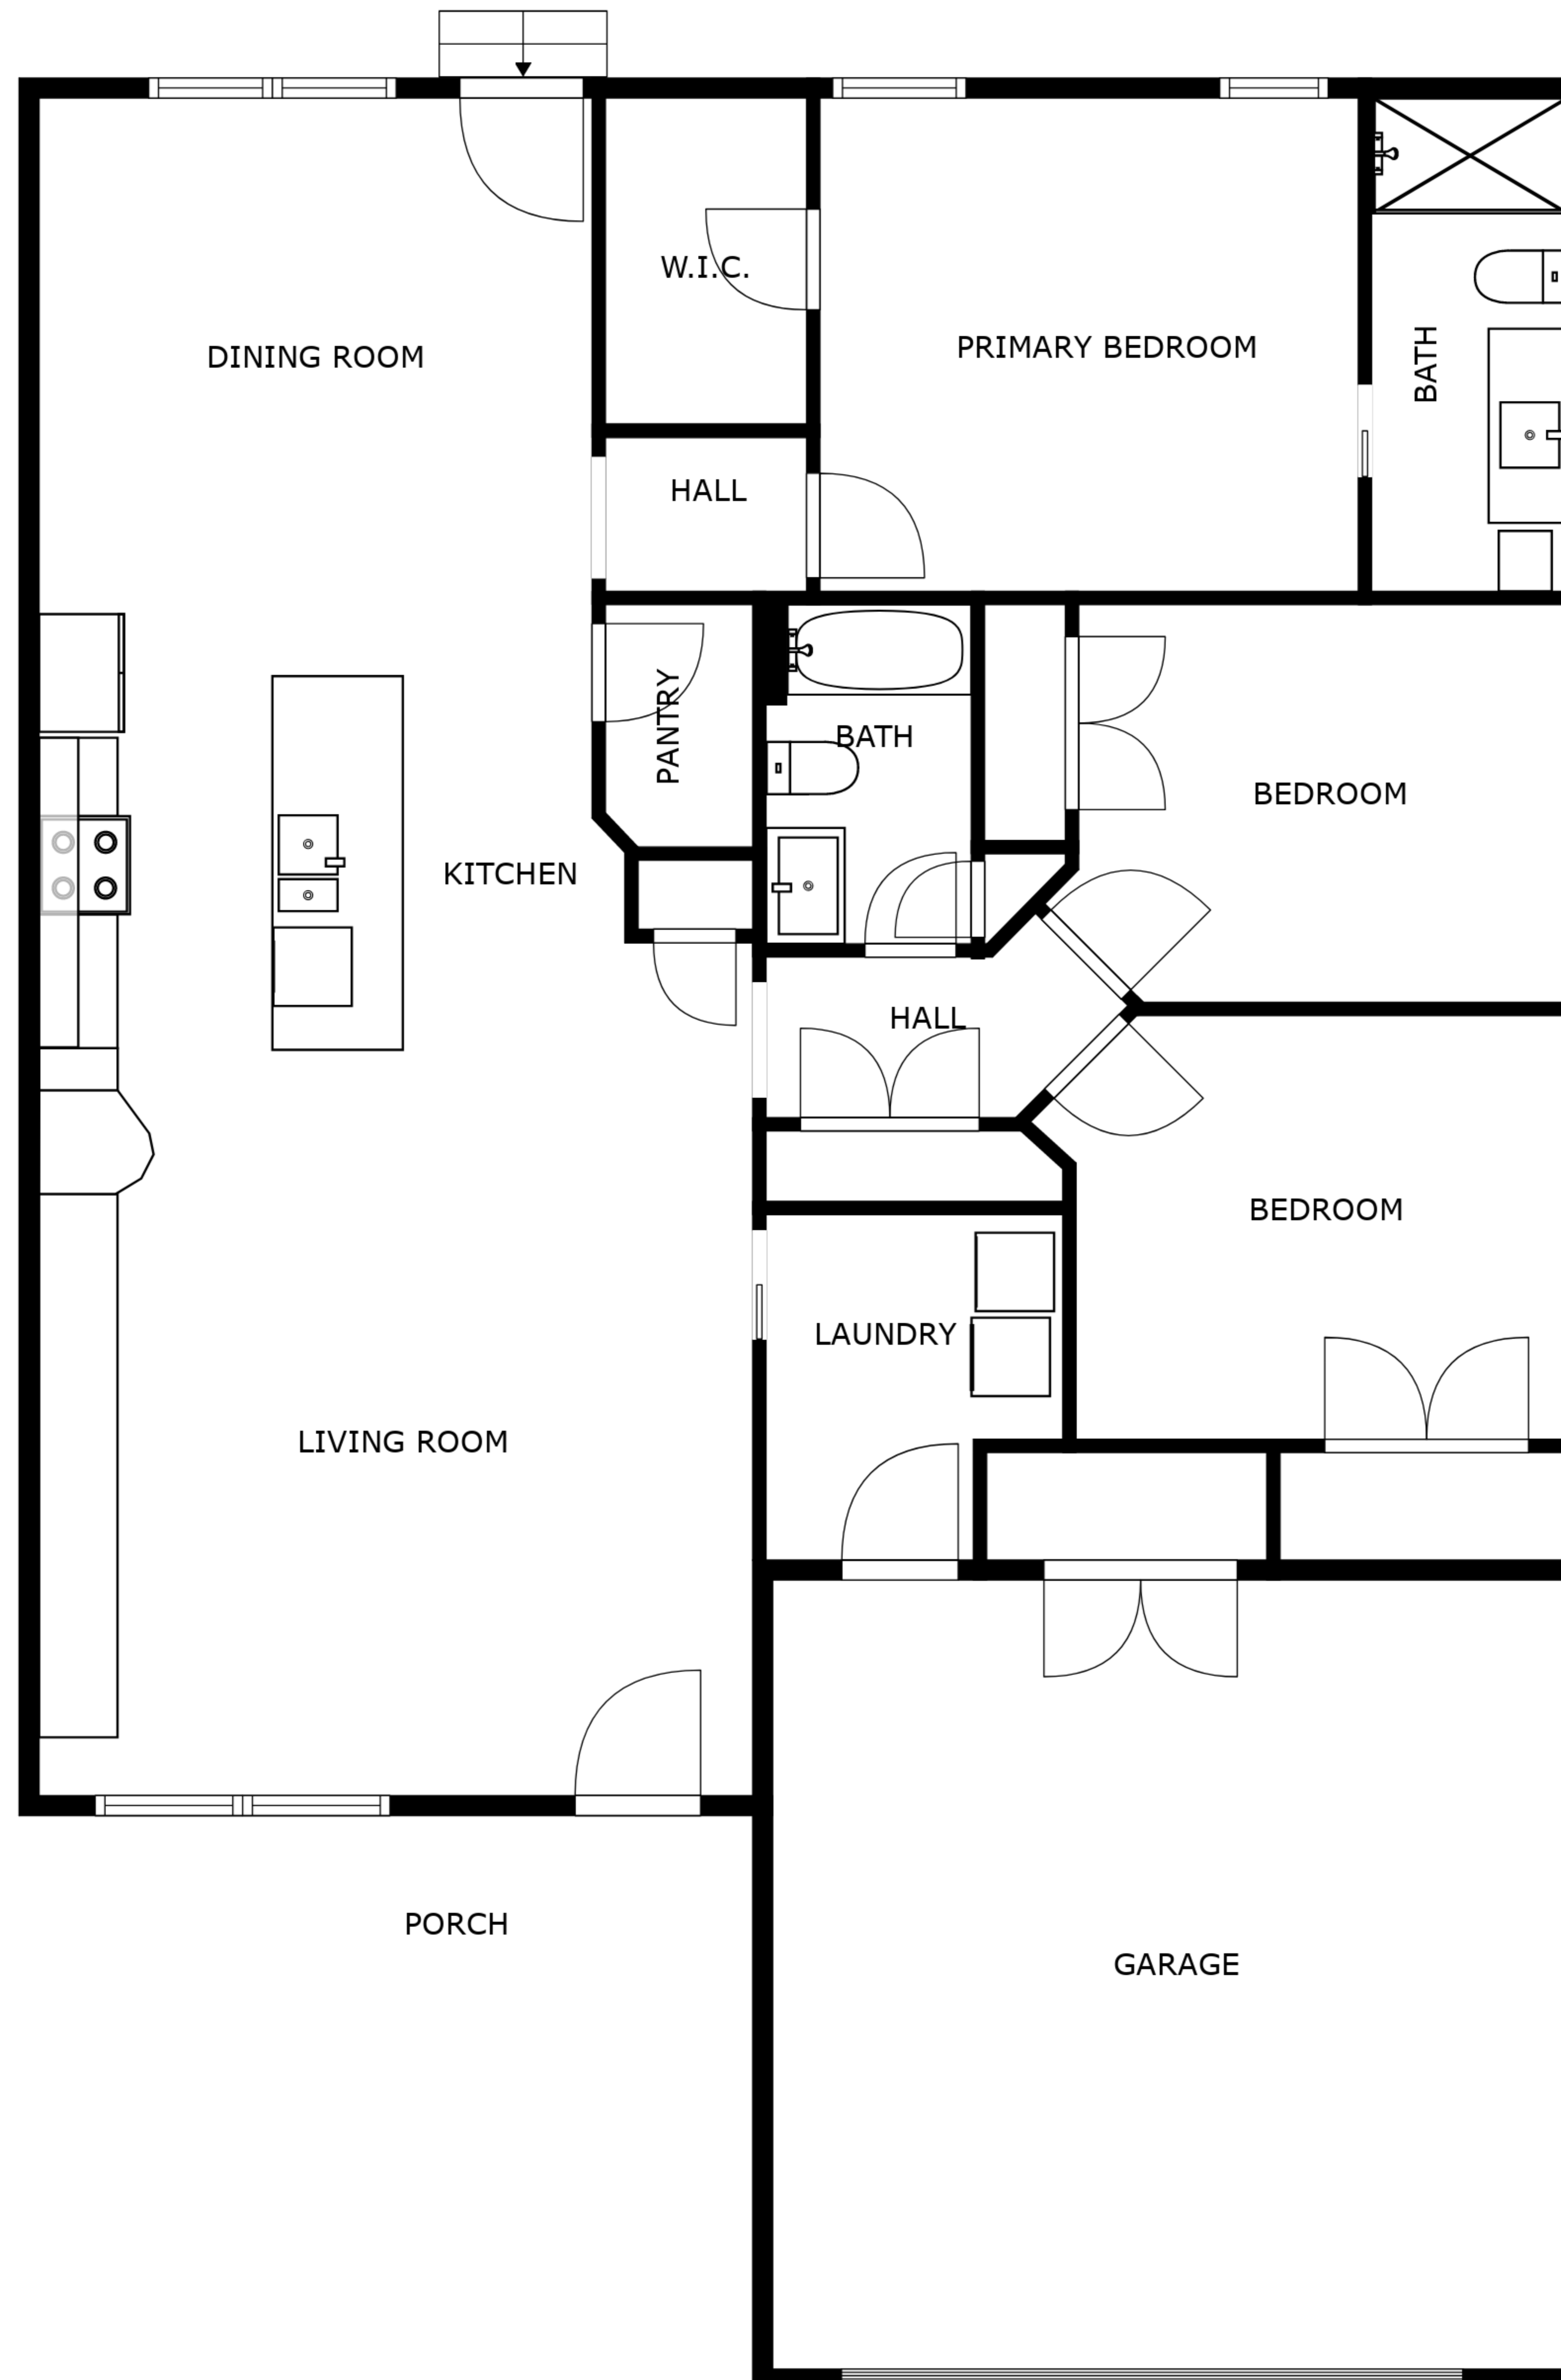 W.I.C.
PRIMARY BEDROOM
DINING ROOM
BATH
HALL
PANTRY
BATH
BEDROOM
KITCHEN
HALL
BEDROOM
LAUNDRY
LIVING ROOM
PORCH
GARAGE